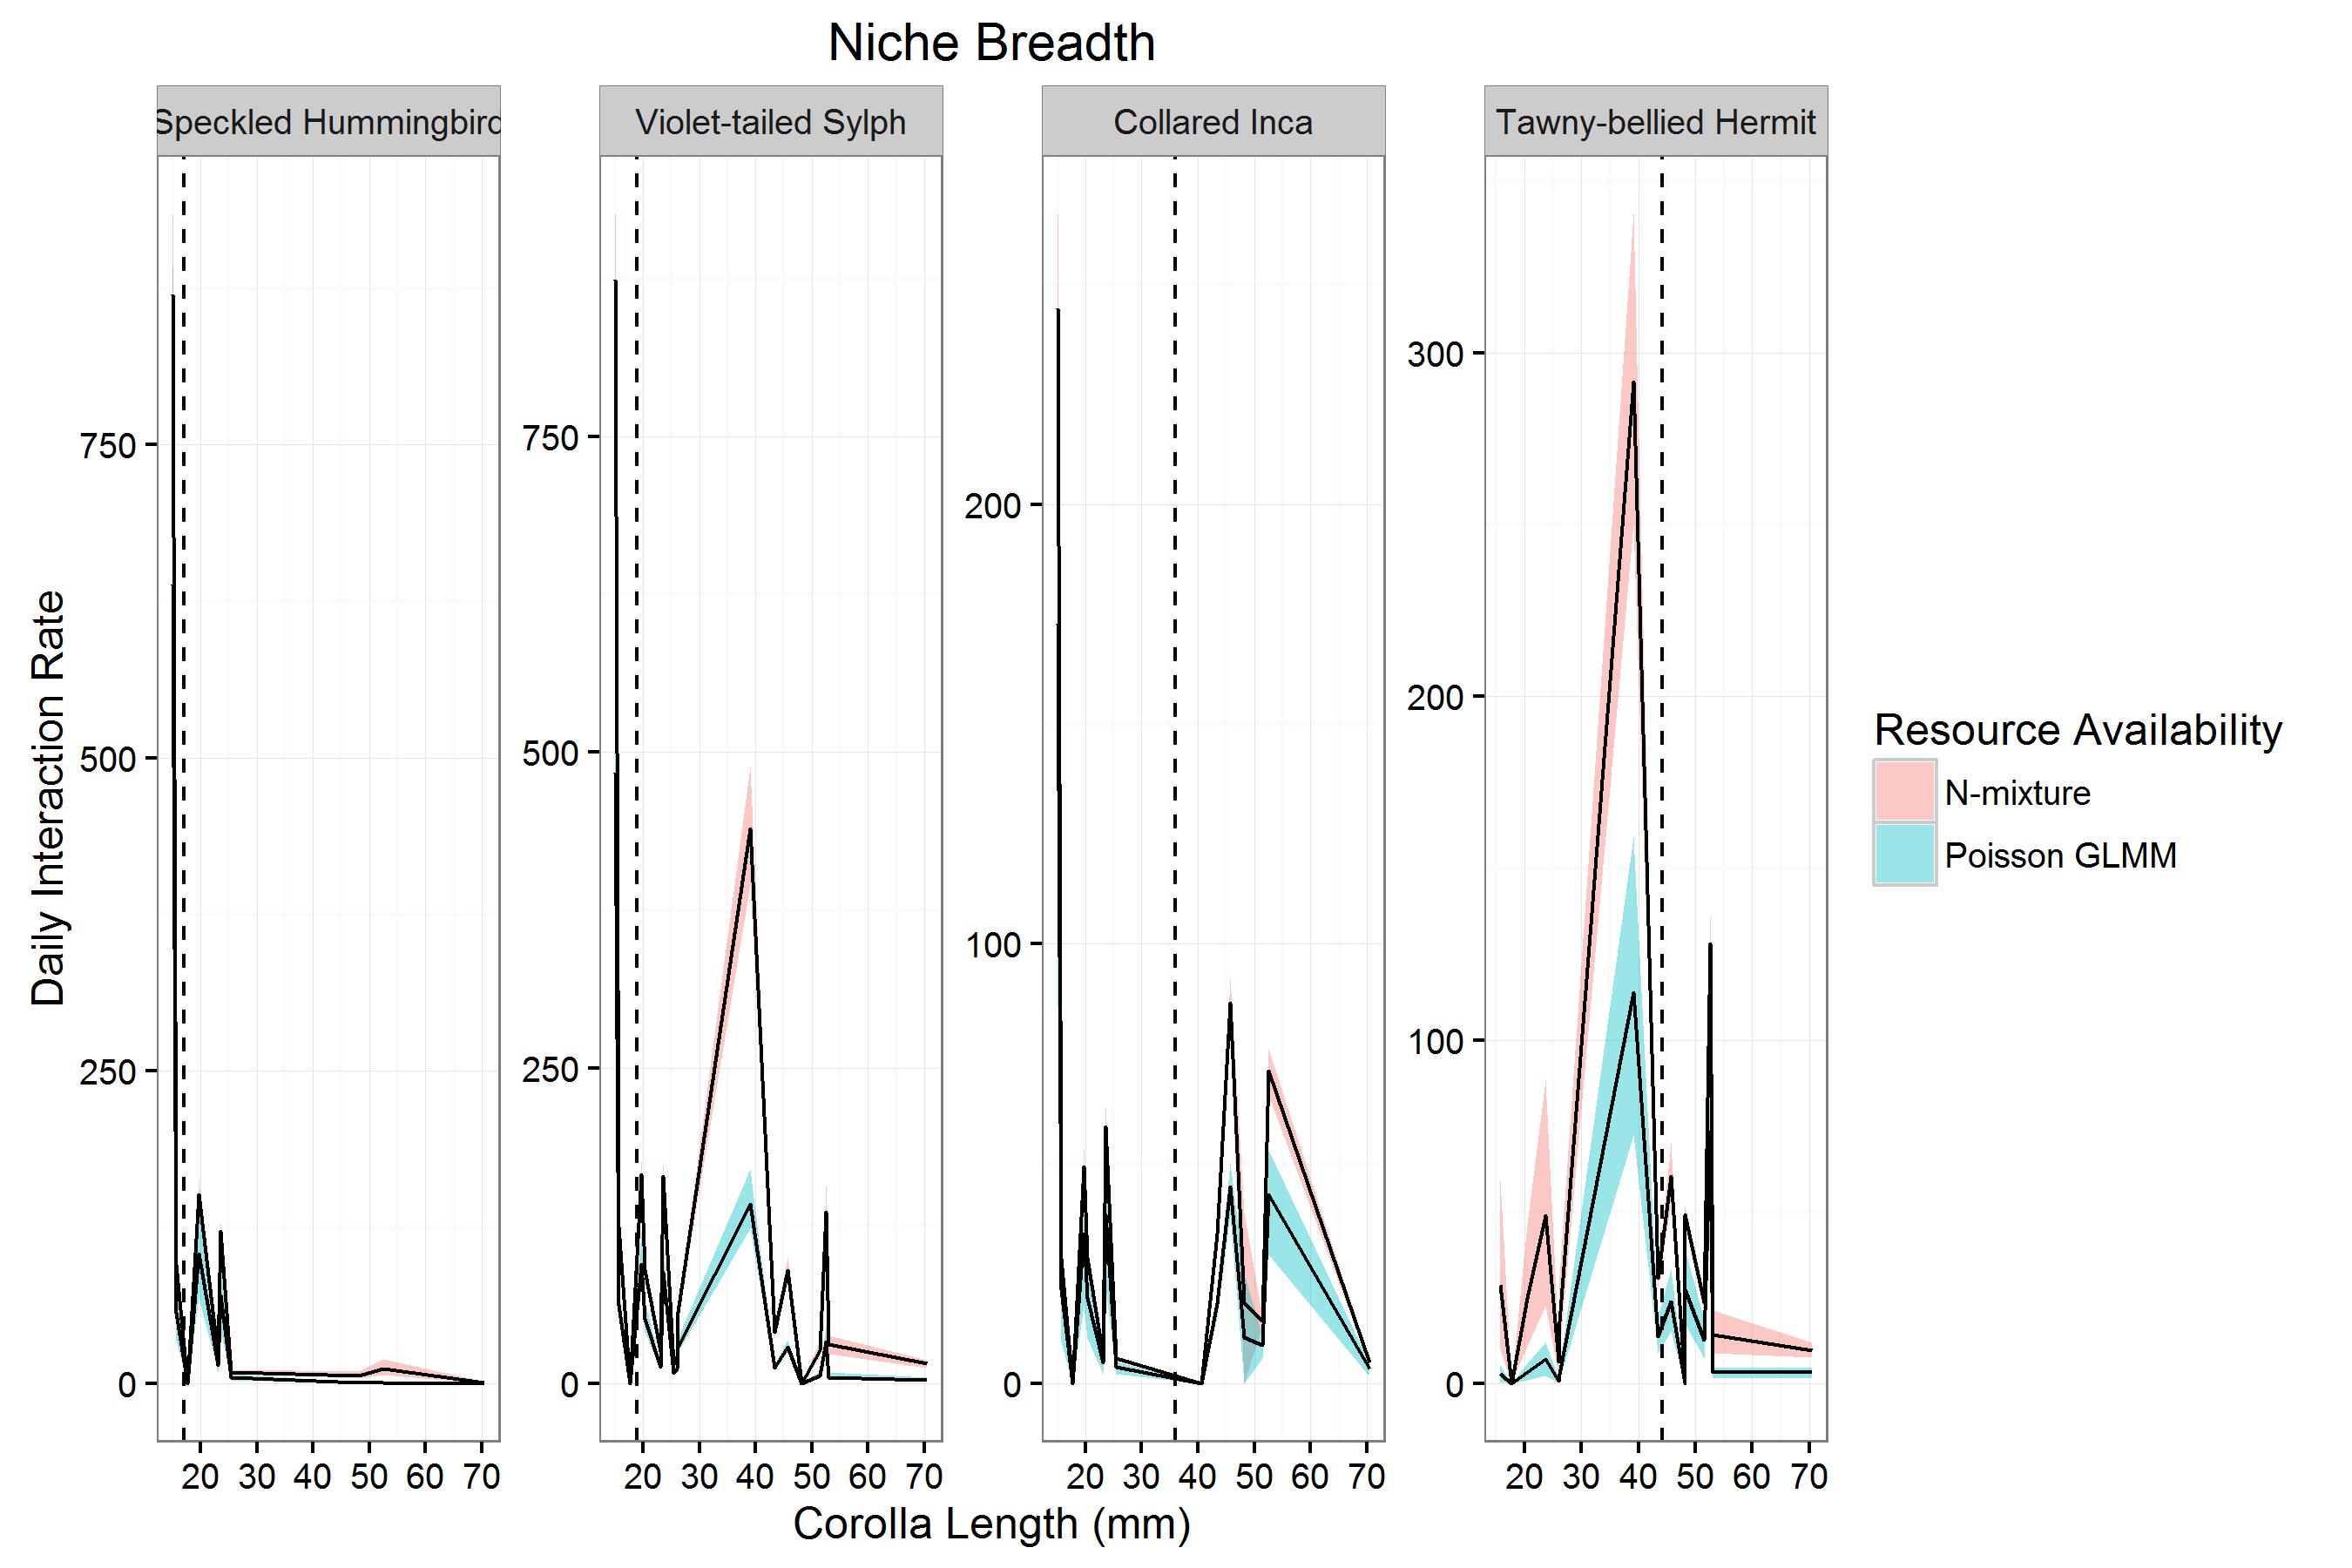 Niche Breadth
Speckled Hummingbird Violet-tailed Sylph Collared Inca Tawny-bellied Hermit
Daily Interaction Rate
750
500
250
0
750
500
250
0
200
100
0
300
200
100
0
20 30 40 50 60 70 20 30 40 50 60 70 20 30 40 50 60 70 20 30 40 50 60 70
Corolla Length (mm)
Resource Availability
N-mixture
Poisson GLMM